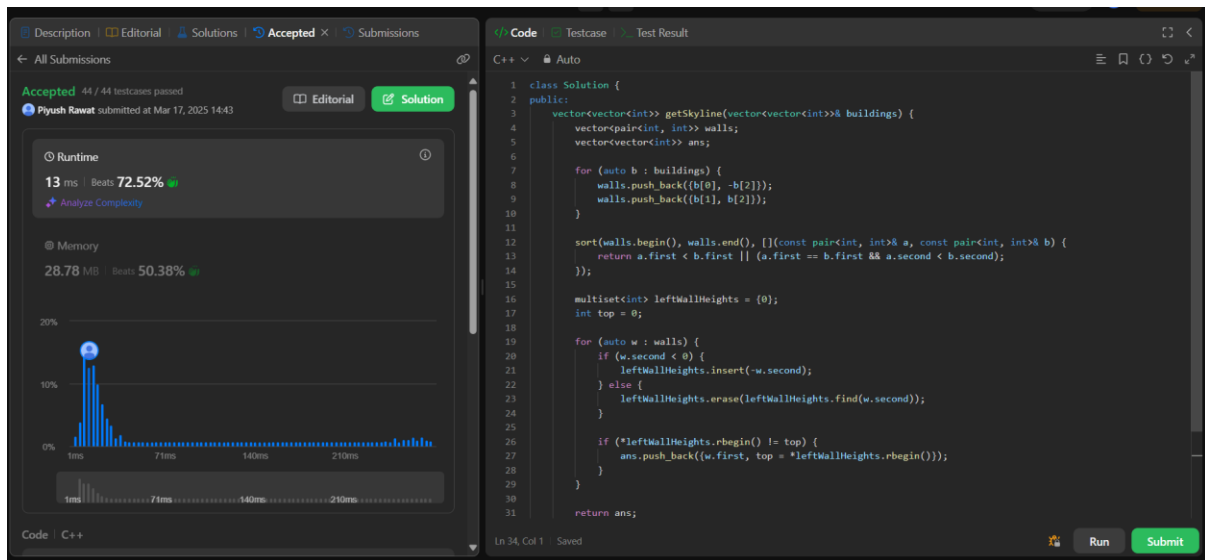 Description | Editorial | Solutions | Accepted × | Submissions
← All Submissions
Accepted 44 / 44 testcases passed
Piyush Rawat submitted at Mar 17, 2025 14:43
Editorial
Solution
Runtime
13 ms | Beats 72.52%
Analyze Complexity
Memory
28.78 MB | Beats 50.38%
20%
10%
0%
1ms 71ms 140ms 210ms
1ms 71ms 140ms 210ms
Code | C++
</> Code | Testcase | >_ Test Result
C++ Auto
1 class Solution {
2 public:
3     vector<vector<int>> getSkyline(vector<vector<int>>& buildings) {
4         vector<pair<int, int>> walls;
5         vector<vector<int>> ans;
6
7         for (auto b : buildings) {
8             walls.push_back({b[0], -b[2]});
9             walls.push_back({b[1], b[2]});
10         }
11
12         sort(walls.begin(), walls.end(), [](const pair<int, int>& a, const pair<int, int>& b) {
13             return a.first < b.first || (a.first == b.first && a.second < b.second);
14         });
15
16         multiset<int> leftWallHeights = {0};
17         int top = 0;
18
19         for (auto w : walls) {
20             if (w.second < 0) {
21                 leftWallHeights.insert(-w.second);
22             } else {
23                 leftWallHeights.erase(leftWallHeights.find(w.second));
24             }
25
26             if (*leftWallHeights.rbegin() != top) {
27                 ans.push_back({w.first, top = *leftWallHeights.rbegin()});
28             }
29         }
30
31         return ans;
Ln 34, Col 1 | Saved
Run
Submit